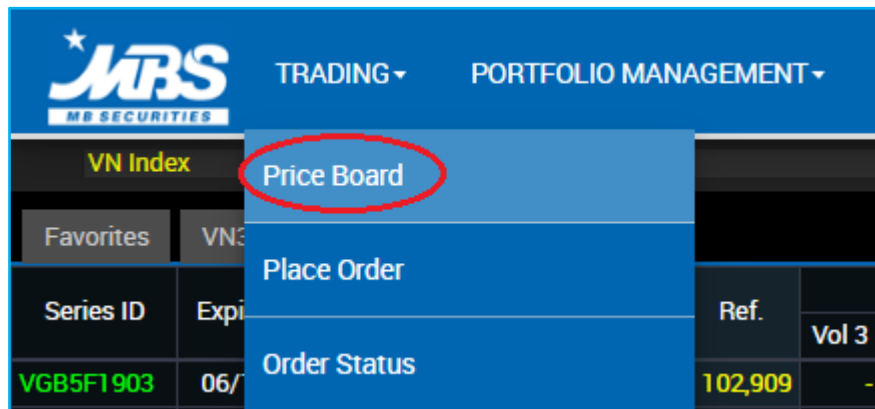 MBS
MB SECURITIES
TRADING
PORTFOLIO MANAGEMENT
VN Index
Price Board
Favorites
Place Order
Series ID
Ref.
Vol 3
Order Status
VGB5F1903
06/
102,909
-